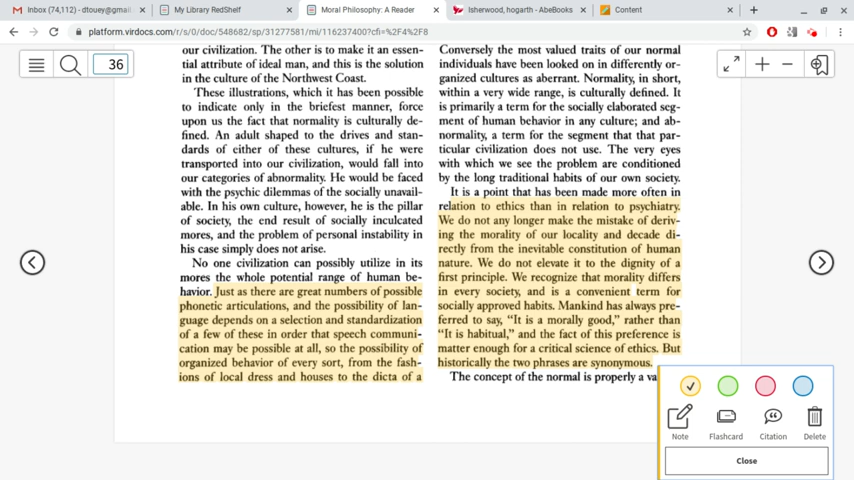 Inbox (74,112) - dtouey@gmai
My Library RedShelf
Moral Philosophy: A Reader
Isherwood, hogarth - AbeBooks
Content
platform.virdocs.com/r/s/0/doc/548682/sp/31277581/mi/116237400?cfi=%2F4%2F8
36
our civilization. The other is to make it an essen-
tial attribute of ideal man, and this is the solution
in the culture of the Northwest Coast.
These illustrations, which it has been possible
to indicate only in the briefest manner, force
upon us the fact that normality is culturally de-
fined. An adult shaped to the drives and stan-
dards of either of these cultures, if he were
transported into our civilization, would fall into
our categories of abnormality. He would be faced
with the psychic dilemmas of the socially unavail-
able. In his own culture, however, he is the pillar
of society, the end result of socially inculcated
mores, and the problem of personal instability in
his case simply does not arise.
No one civilization can possibly utilize in its
mores the whole potential range of human be-
havior. Just as there are great numbers of possible
phonetic articulations, and the possibility of lan-
guage depends on a selection and standardization
of a few of these in order that speech communi-
cation may be possible at all, so the possibility of
organized behavior of every sort, from the fash-
ions of local dress and houses to the dicta of a
Conversely the most valued traits of our normal
individuals have been looked on in differently or-
ganized cultures as aberrant. Normality, in short,
within a very wide range, is culturally defined. It
is primarily a term for the socially elaborated seg-
ment of human behavior in any culture; and ab-
normality, a term for the segment that that par-
ticular civilization does not use. The very eyes
with which we see the problem are conditioned
by the long traditional habits of our own society.
It is a point that has been made more often in
relation to ethics than in relation to psychiatry.
We do not any longer make the mistake of deriv-
ing the morality of our locality and decade di-
rectly from the inevitable constitution of human
nature. We do not elevate it to the dignity of a
first principle. We recognize that morality differs
in every society, and is a convenient term for
socially approved habits. Mankind has always pre-
ferred to say, “It is a morally good,” rather than
“It is habitual,” and the fact of this preference is
matter enough for a critical science of ethics. But
historically the two phrases are synonymous.
The concept of the normal is properly a va
Note
Flashcard
Citation
Delete
Close